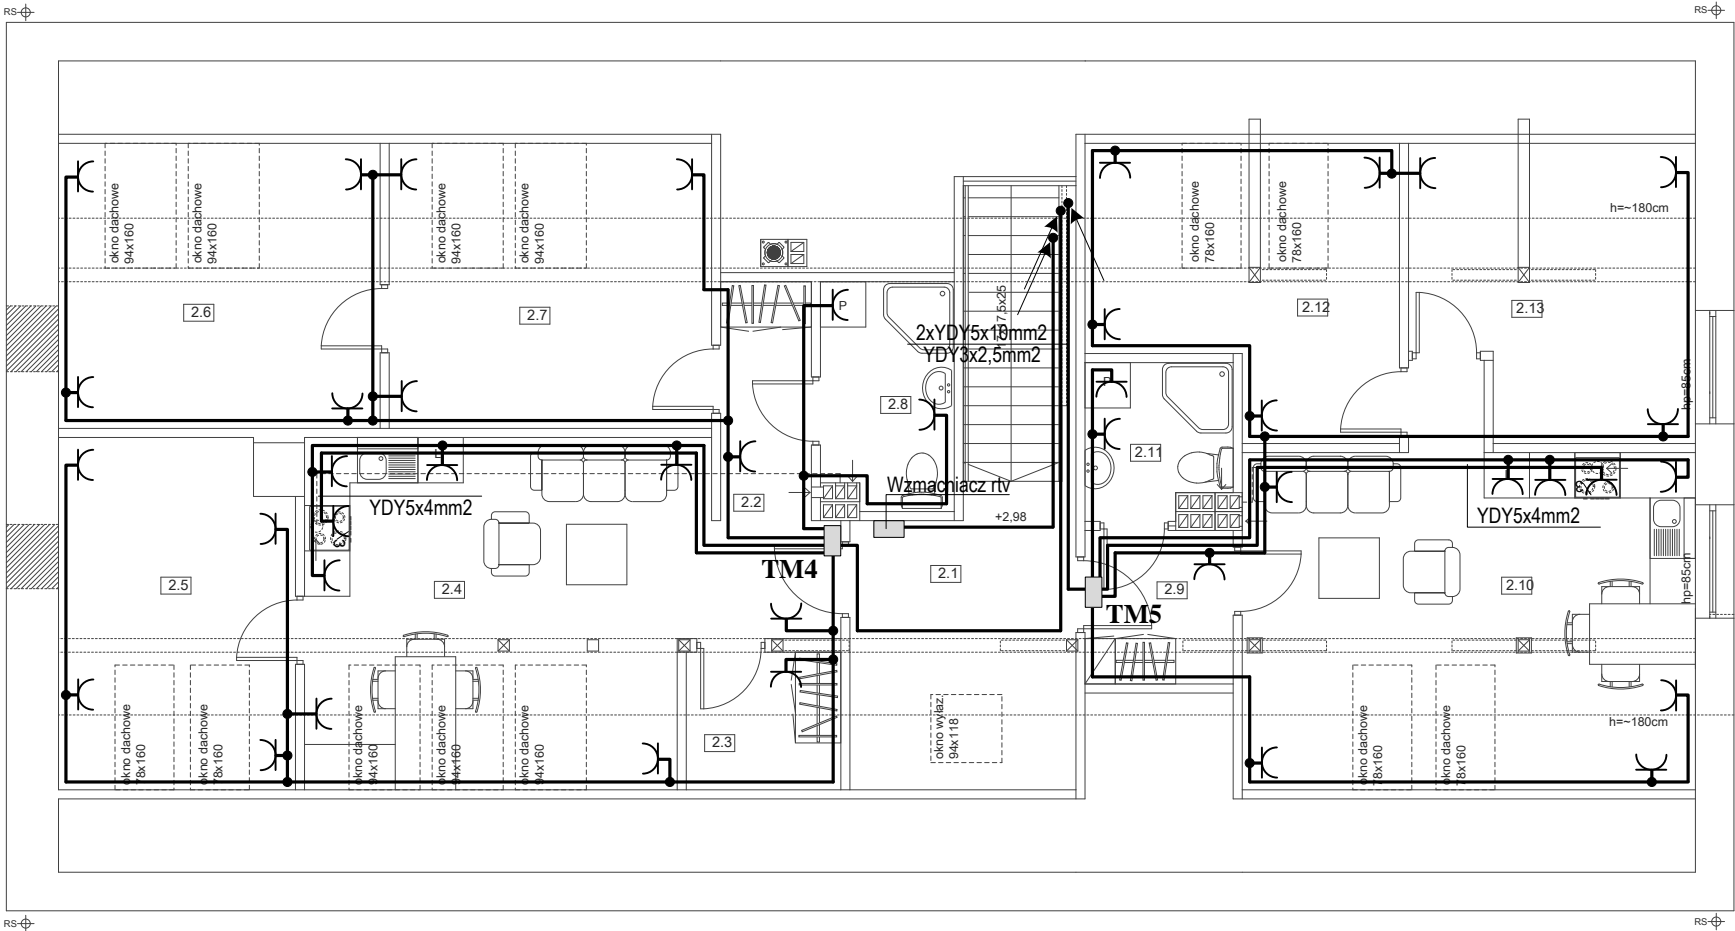 RS
RS
okno dachowe
94x160
okno dachowe
94x160
okno dachowe
94x160
okno dachowe
94x160
okno dachowe
78x160
okno dachowe
78x160
h=~180cm
2.6
2.7
P
2.12
2.13
2xYDY5x10mm2
YDY3x2,5mm2
hp=85cm
2.8
2.11
YDY5x4mm2
2.2
Wzmacniacz rtv
+2,98
YDY5x4mm2
TM4
2.5
2.4
2.1
2.9
2.10
TM5
hp=85cm
okno dachowe
78x160
okno dachowe
78x160
okno dachowe
94x160
okno dachowe
94x160
okno dachowe
94x160
2.3
okno wyłaz
94x118
okno dachowe
78x160
okno dachowe
78x160
h=~180cm
RS
RS